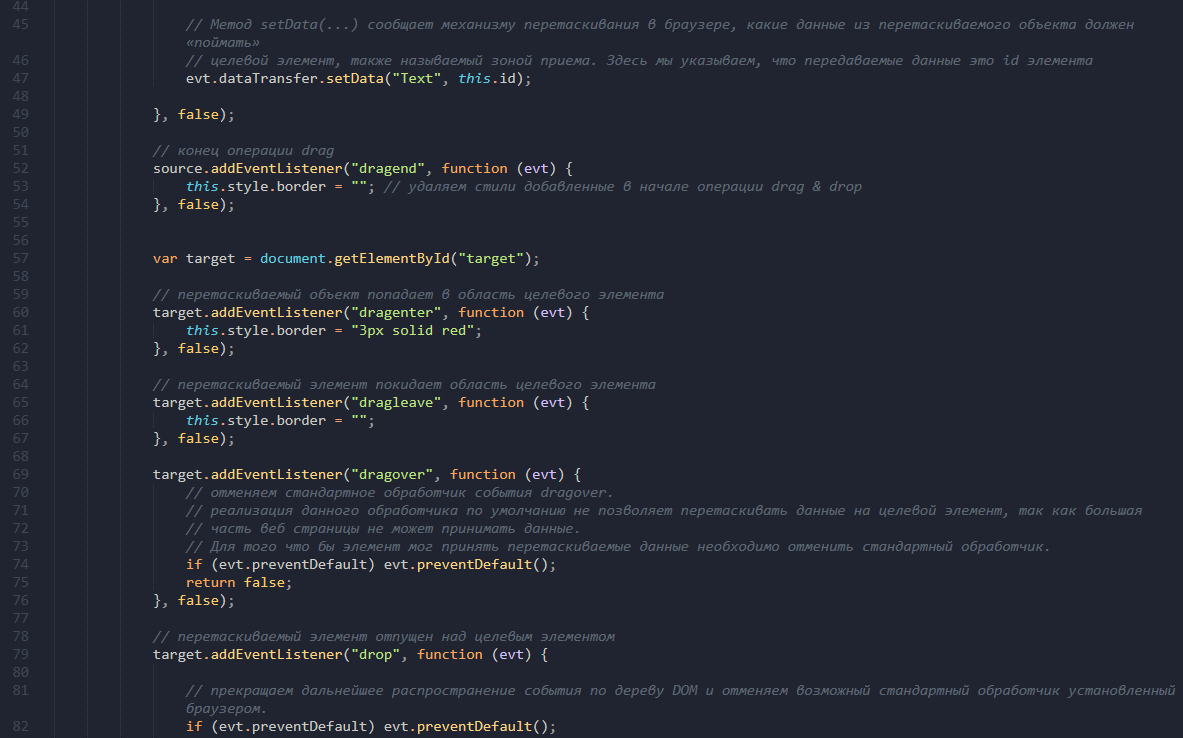 44
45 // Метод setData(...) сообщает механизму перетаскивания в браузере, какие данные из перетаскиваемого объекта должен
«поймать»
46 // целевой элемент, также называемый зоной приема. Здесь мы указываем, что передаваемые данные это id элемента
47 evt.dataTransfer.setData("Text", this.id);
48
49 }, false);
50
51 // конец операции drag
52 source.addEventListener("dragend", function (evt) {
53 this.style.border = ""; // удаляем стили добавленные в начале операции drag & drop
54 }, false);
55
56
57 var target = document.getElementById("target");
58
59 // перетаскиваемый объект попадает в область целевого элемента
60 target.addEventListener("dragenter", function (evt) {
61 this.style.border = "3px solid red";
62 }, false);
63
64 // перетаскиваемый элемент покидает область целевого элемента
65 target.addEventListener("dragleave", function (evt) {
66 this.style.border = "";
67 }, false);
68
69 target.addEventListener("dragover", function (evt) {
70 // отменяем стандартное обработчик события dragover.
71 // реализация данного обработчика по умолчанию не позволяет перетаскивать данные на целевой элемент, так как большая
72 // часть веб страницы не может принимать данные.
73 // Для того что бы элемент мог принять перетаскиваемые данные необходимо отменить стандартный обработчик.
74 if (evt.preventDefault) evt.preventDefault();
75 return false;
76 }, false);
77
78 // перетаскиваемый элемент отпущен над целевым элементом
79 target.addEventListener("drop", function (evt) {
80
81 // прекращаем дальнейшее распространение события по дереву DOM и отменяем возможный стандартный обработчик установленный
браузером.
82 if (evt.preventDefault) evt.preventDefault();